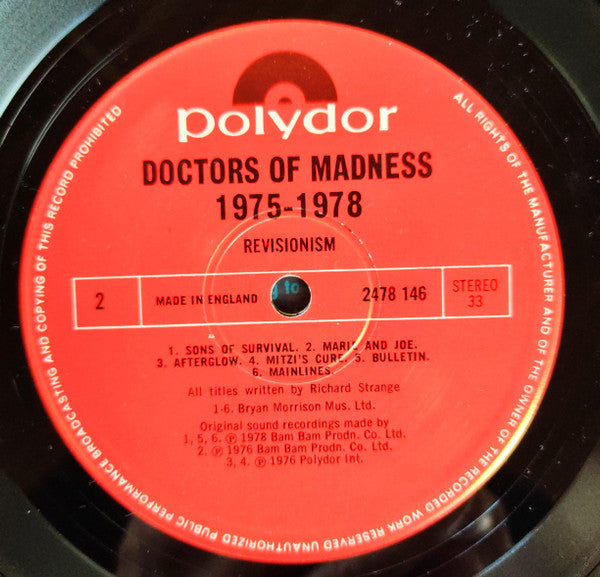 polydor
DOCTORS OF MADNESS
1975-1978
REVISIONISM
2
MADE IN ENGLAND
to
2478 146
STEREO
33
1. SONS OF SURVIVAL. 2. MARIE AND JOE.
3. AFTERGLOW. 4. MITZI'S CURE. 5. BULLETIN.
6. MAINLINES.
All titles written by Richard Strange
1-6. Bryan Morrison Mus. Ltd.
Original sound recordings made by
1, 5, 6. ℗ 1978 Bam Bam Prodn. Co. Ltd.
2. ℗ 1976 Bam Bam Prodn. Co. Ltd.
3, 4. ℗ 1976 Polydor Int.
ALL RIGHTS OF THE MANUFACTURER AND OF THE OWNER OF THE RECORDED WORK RESERVED UNAUTHORIZED PUBLIC PERFORMANCE BROADCASTING AND COPYING OF THIS RECORD PROHIBITED